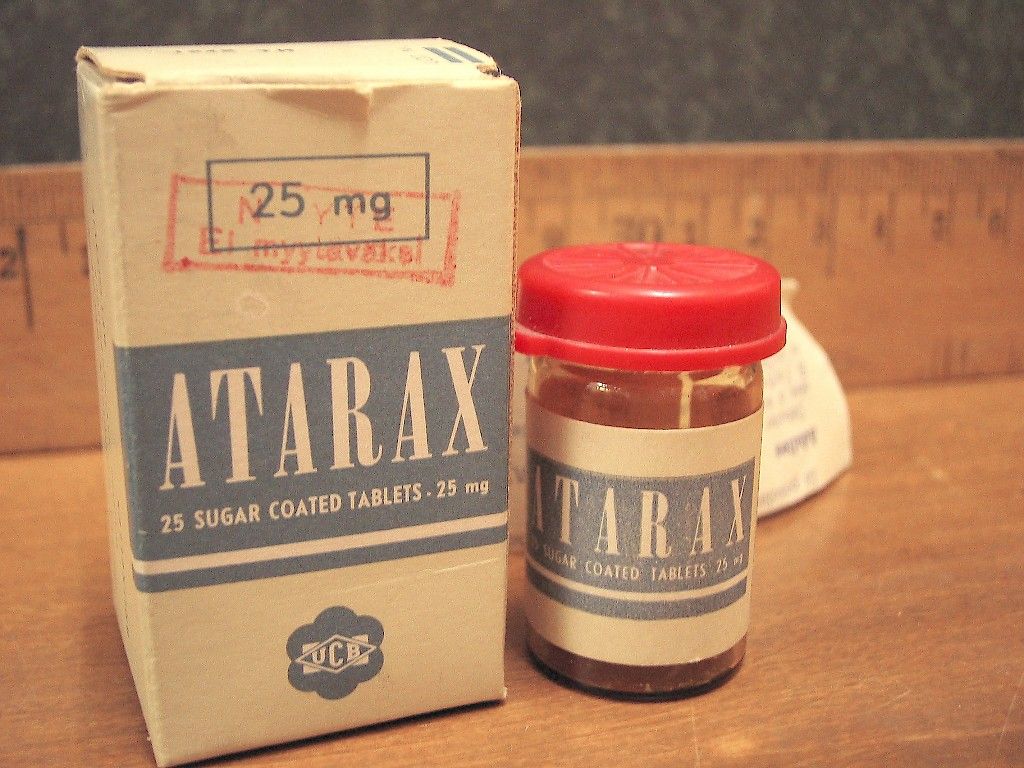 25 mg
NÄYTE
Ei myytäväksi
ATARAX
25 SUGAR COATED TABLETS - 25 mg
UCB
ATARAX
SUGAR COATED TABLETS 25 mg